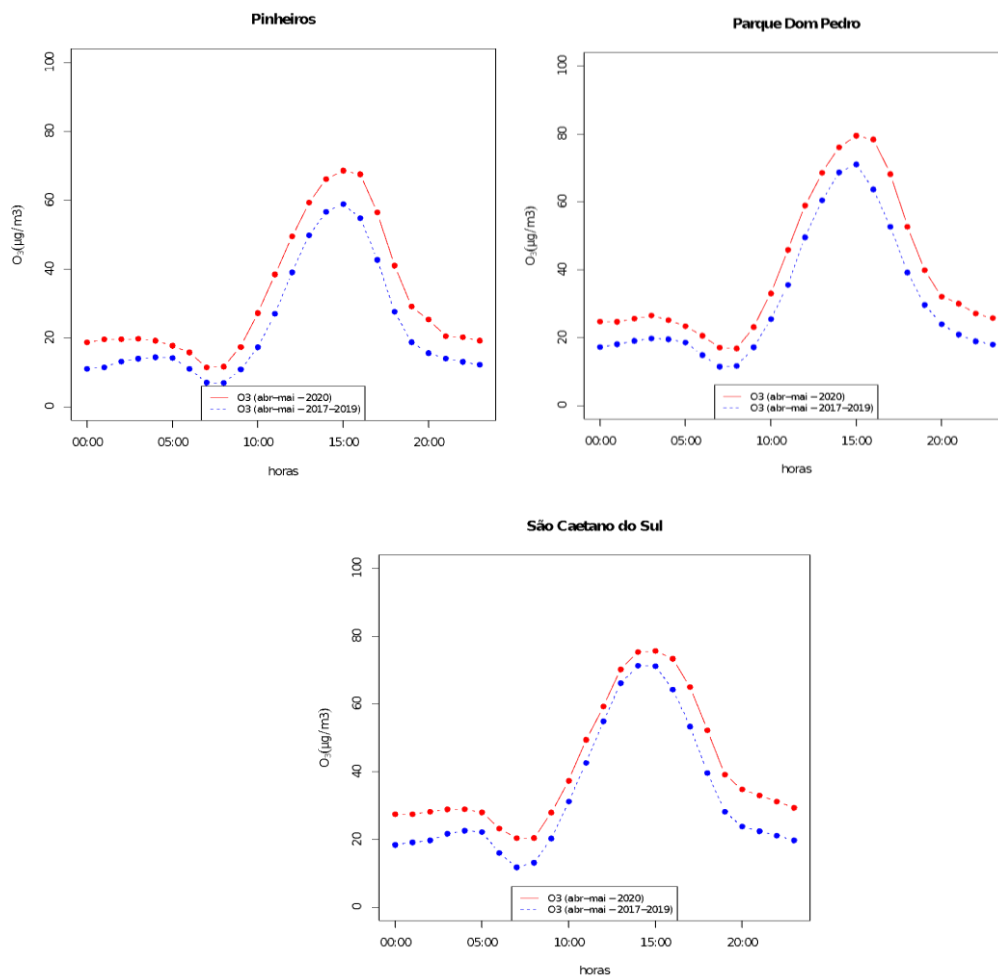 Pinheiros
100
80
60
40
20
0
O₃(µg/m3)
O3 (abr−mai −2020)
O3 (abr−mai −2017−2019)
00:00 05:00 10:00 15:00 20:00
horas
Parque Dom Pedro
100
80
60
40
20
0
O₃(µg/m3)
O3 (abr−mai −2020)
O3 (abr−mai −2017−2019)
00:00 05:00 10:00 15:00 20:00
horas
São Caetano do Sul
100
80
60
40
20
0
O₃(µg/m3)
O3 (abr−mai −2020)
O3 (abr−mai −2017−2019)
00:00 05:00 10:00 15:00 20:00
horas